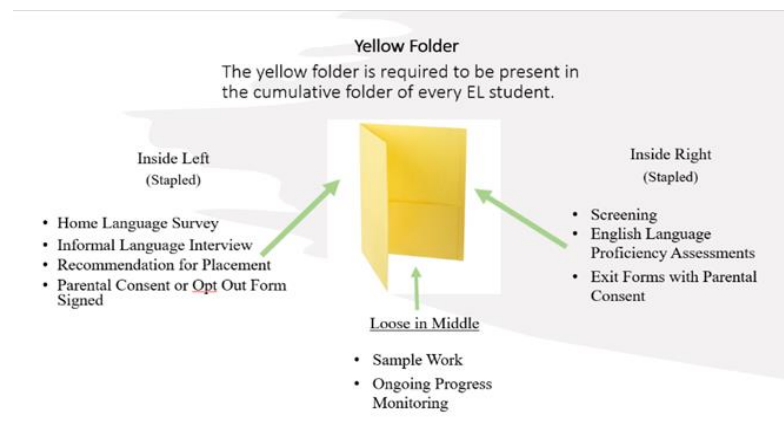 Yellow Folder
The yellow folder is required to be present in
the cumulative folder of every EL student.
Inside Left
(Stapled)
• Home Language Survey
• Informal Language Interview
• Recommendation for Placement
• Parental Consent or Opt Out Form
Signed
Loose in Middle
• Sample Work
• Ongoing Progress
Monitoring
Inside Right
(Stapled)
• Screening
• English Language
Proficiency Assessments
• Exit Forms with Parental
Consent